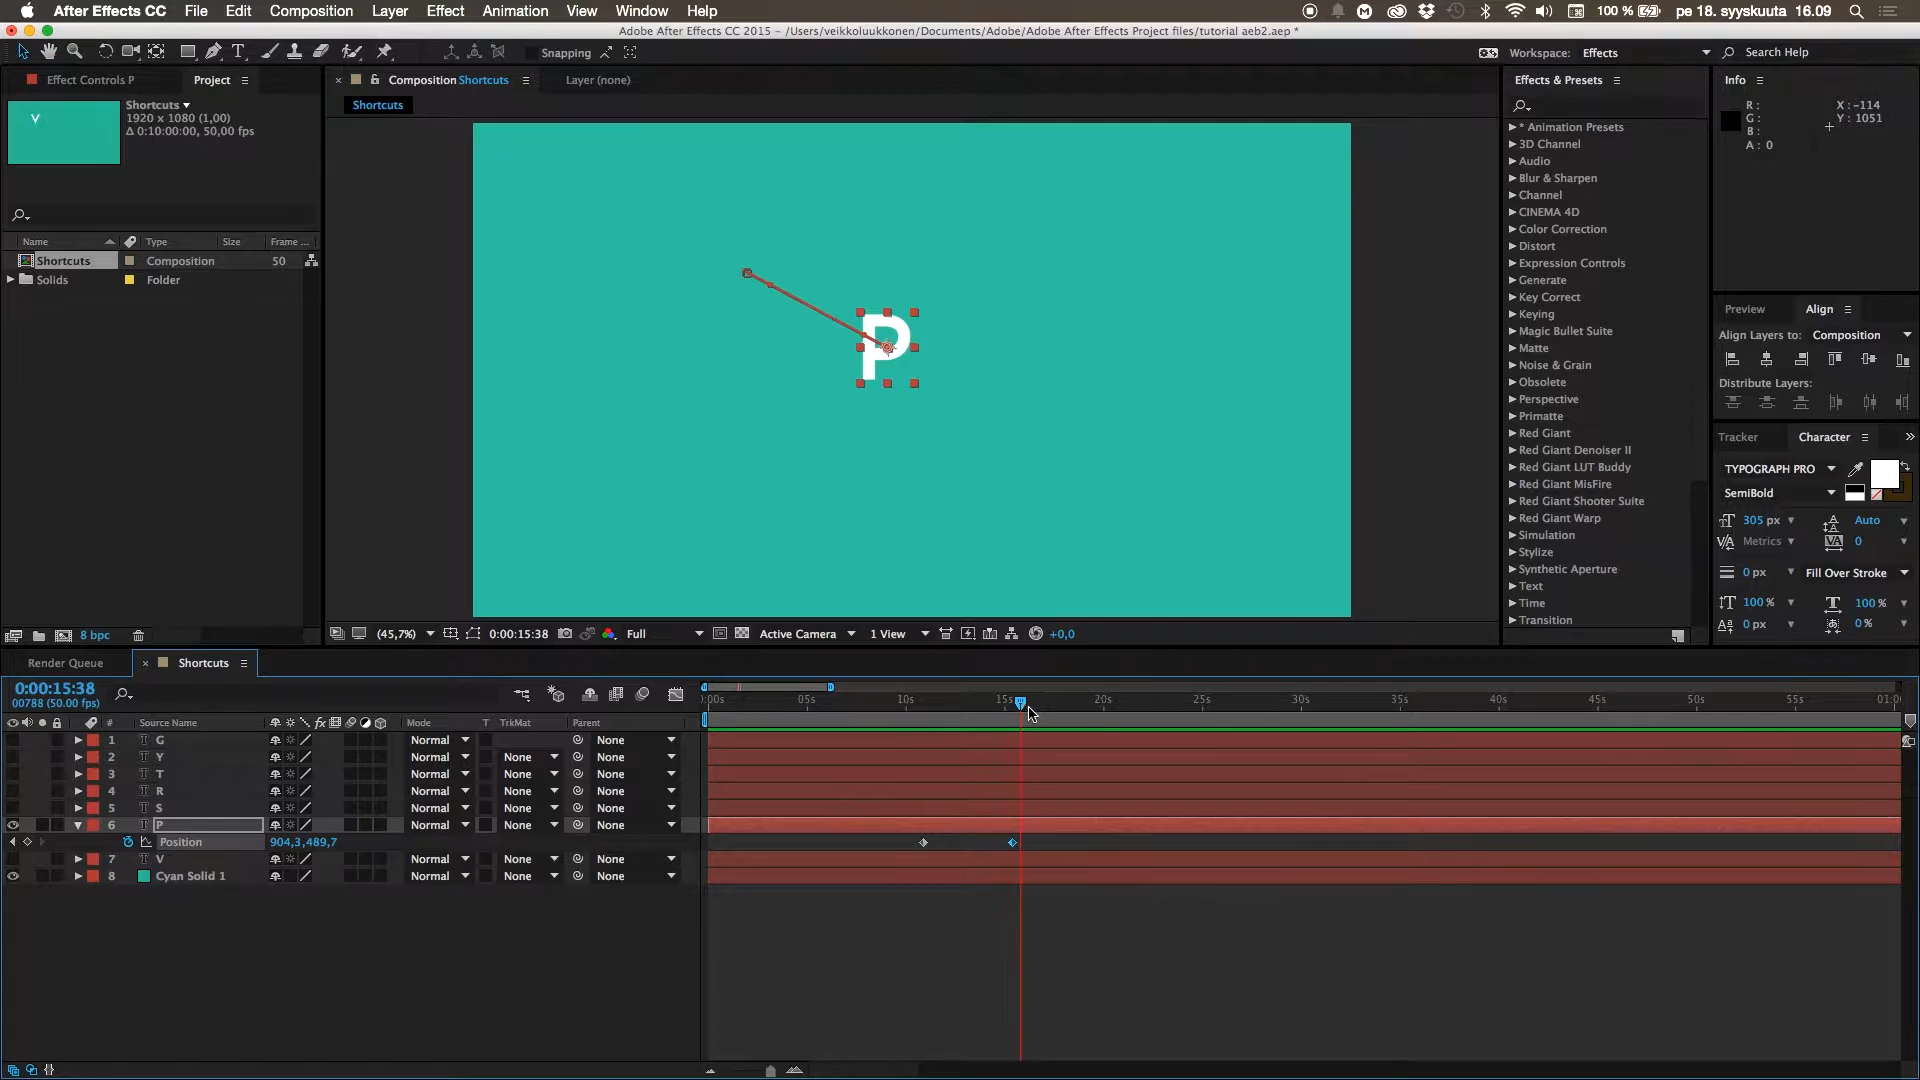 After Effects CC File Edit Composition Layer Effect Animation View Window Help 100 % pe 18. syyskuuta 16.09
Adobe After Effects CC 2015 – /Users/veikkoluukkonen/Documents/Adobe/Adobe After Effects Project files/tutorial aeb2.aep *
Snapping Workspace: Effects Search Help
Effect Controls P Project
Shortcuts
1920 x 1080 (1,00)
Δ 0:10:00:00, 50,00 fps
V
Name Type Size Frame ...
Shortcuts Composition 50
Solids Folder
8 bpc
Composition Shortcuts Layer (none)
Shortcuts
P
(45,7%) 0:00:15:38 Full Active Camera 1 View +0,0
Effects & Presets
* Animation Presets
3D Channel
Audio
Blur & Sharpen
Channel
CINEMA 4D
Color Correction
Distort
Expression Controls
Generate
Key Correct
Keying
Magic Bullet Suite
Matte
Noise & Grain
Obsolete
Perspective
Primatte
Red Giant
Red Giant Denoiser II
Red Giant LUT Buddy
Red Giant MisFire
Red Giant Shooter Suite
Red Giant Warp
Simulation
Stylize
Synthetic Aperture
Text
Time
Transition
Info
R : X : -114
G : Y : 1051
B :
A : 0
Preview Align
Align Layers to: Composition
Distribute Layers:
Tracker Character
TYPOGRAPH PRO
SemiBold
305 px Auto
Metrics 0
0 px Fill Over Stroke
100 % 100 %
0 px 0 %
Render Queue Shortcuts
0:00:15:38
00788 (50.00 fps)
:00s 05s 10s 15s 20s 25s 30s 35s 40s 45s 50s 55s 01:0
# Source Name fx Mode T TrkMat Parent
1 T G Normal None
2 T Y Normal None None
3 T T Normal None None
4 T R Normal None None
5 T S Normal None None
6 T P Normal None None
Position 904,3,489,7
7 T V Normal None None
8 Cyan Solid 1 Normal None None